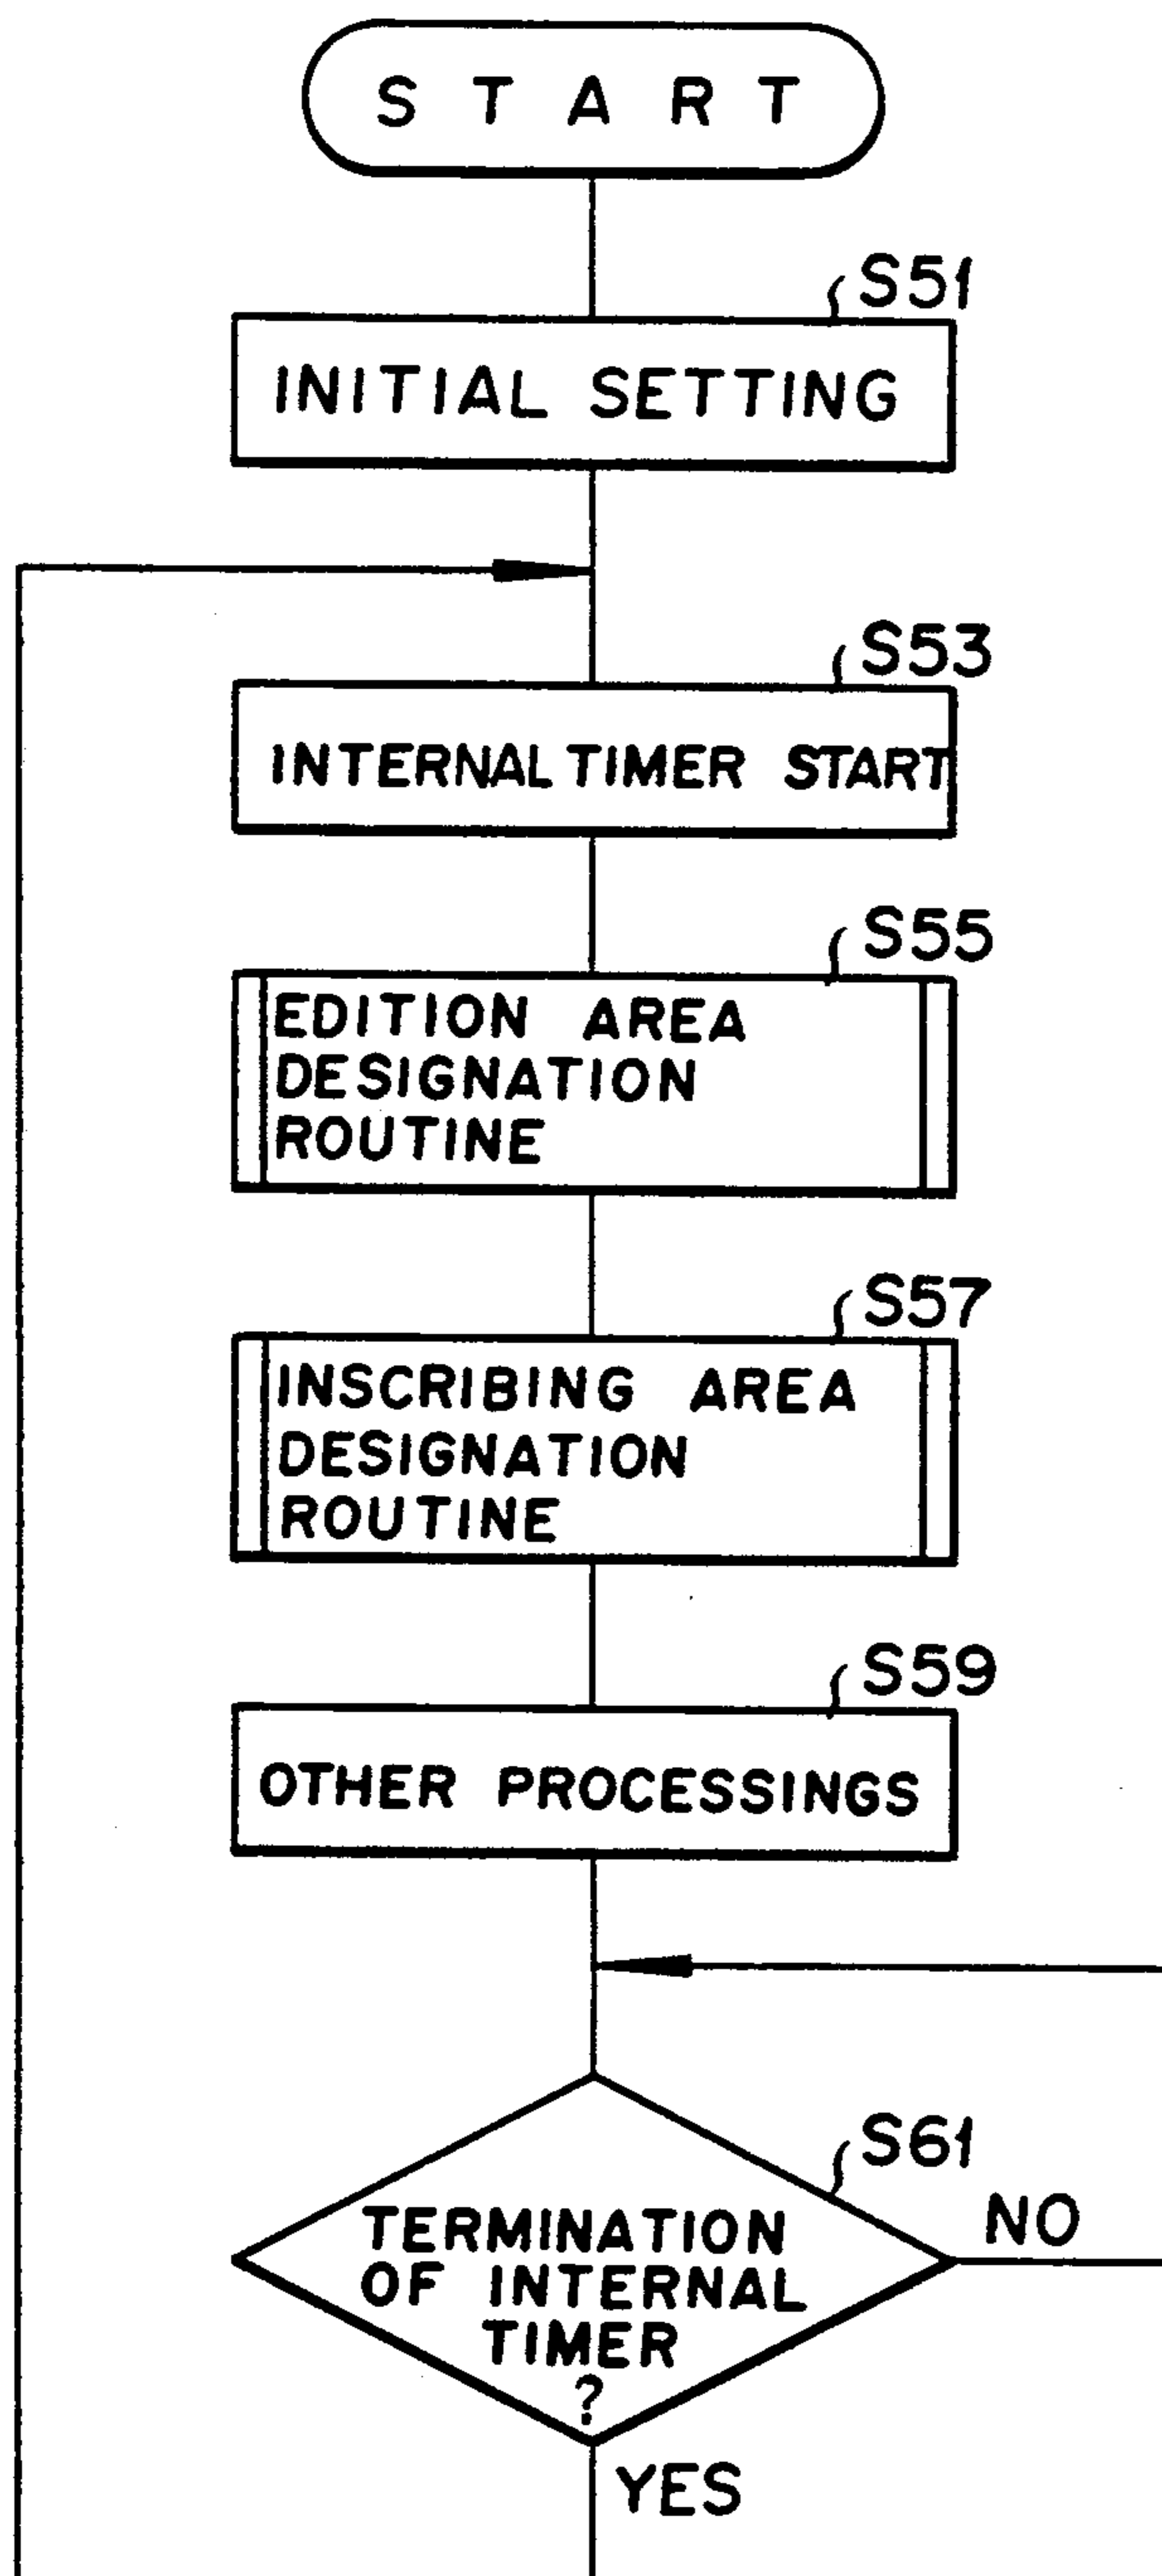 START
S51
INITIAL SETTING
S53
INTERNAL TIMER START
S55
EDITION AREA
DESIGNATION
ROUTINE
S57
INSCRIBING AREA
DESIGNATION
ROUTINE
S59
OTHER PROCESSINGS
S61
TERMINATION
OF INTERNAL
TIMER
?
NO
YES